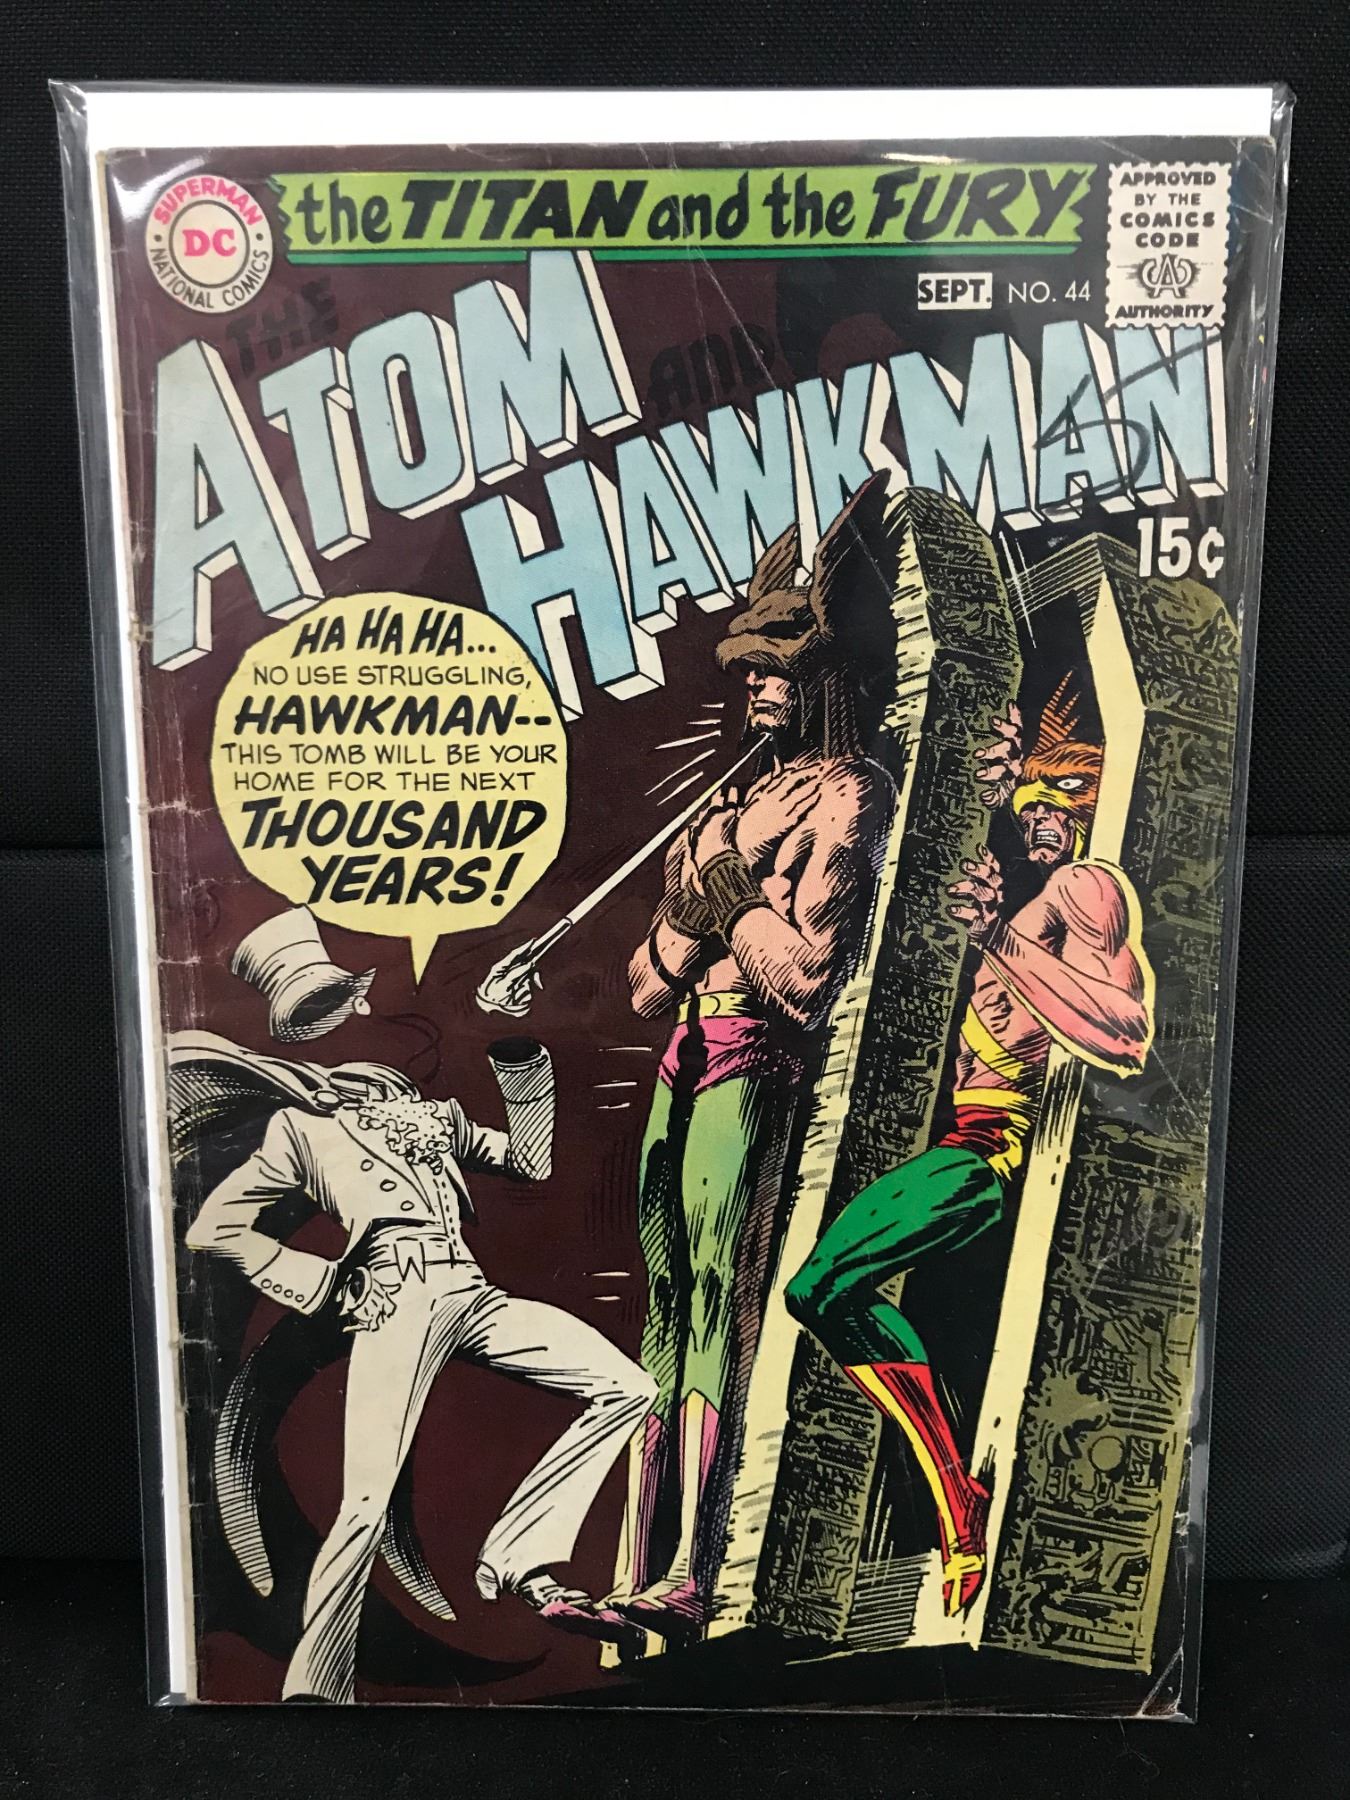 SUPERMAN
DC
NATIONAL COMICS
the TITAN and the FURY
APPROVED
BY THE
COMICS
CODE
CA
AUTHORITY
SEPT. NO. 44
THE
ATOM AND
HAWKMAN
5
15¢
HA HA HA...
NO USE STRUGGLING,
HAWKMAN--
THIS TOMB WILL BE YOUR
HOME FOR THE NEXT
THOUSAND
YEARS!